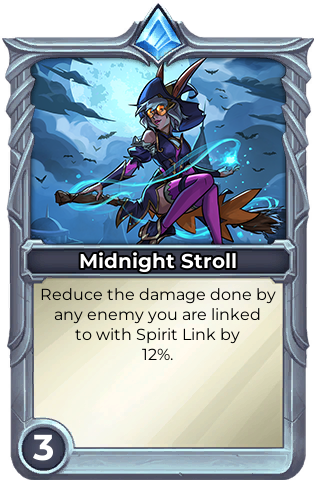 Midnight Stroll
Reduce the damage done by
any enemy you are linked
to with Spirit Link by
12%.
3